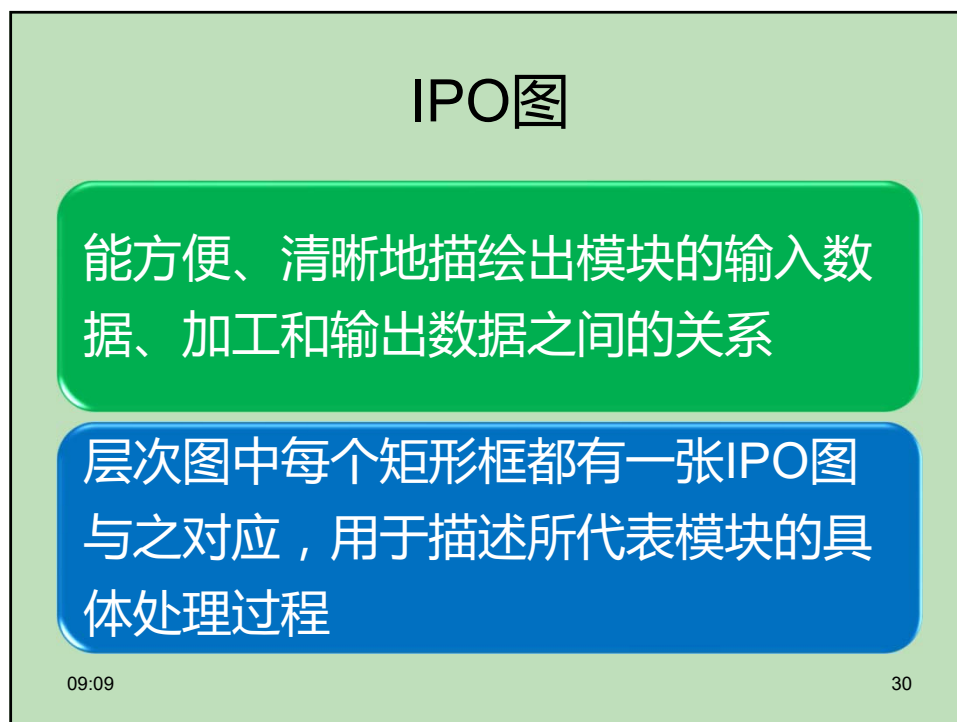 IPO图
能方便、清晰地描绘出模块的输入数
据、加工和输出数据之间的关系
层次图中每个矩形框都有一张IPO图
与之对应，用于描述所代表模块的具
体处理过程
09:09
30